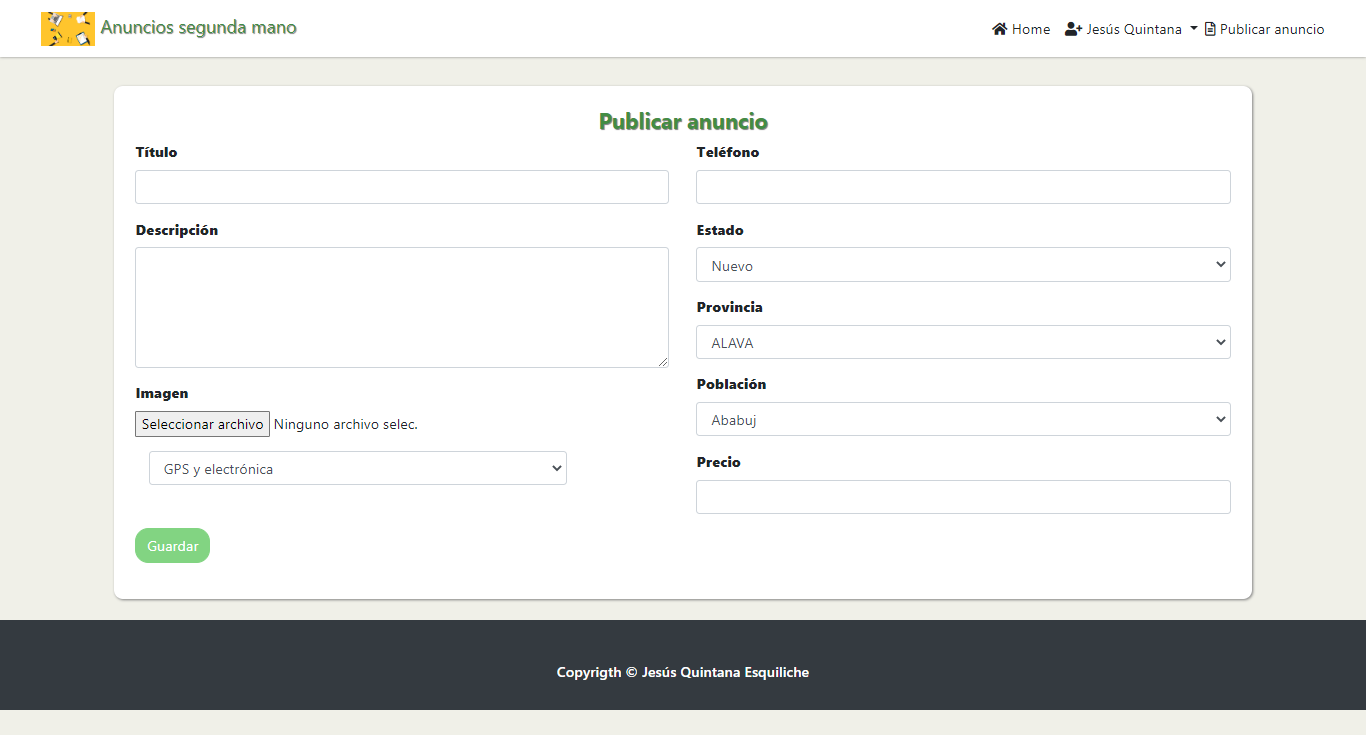 Anuncios segunda mano
Home Jesús Quintana Publicar anuncio
Publicar anuncio
Título
Descripción
Imagen
Seleccionar archivo Ninguno archivo selec.
GPS y electrónica
Teléfono
Estado
Nuevo
Provincia
ALAVA
Población
Ababuj
Precio
Guardar
Copyrigth © Jesús Quintana Esquiliche